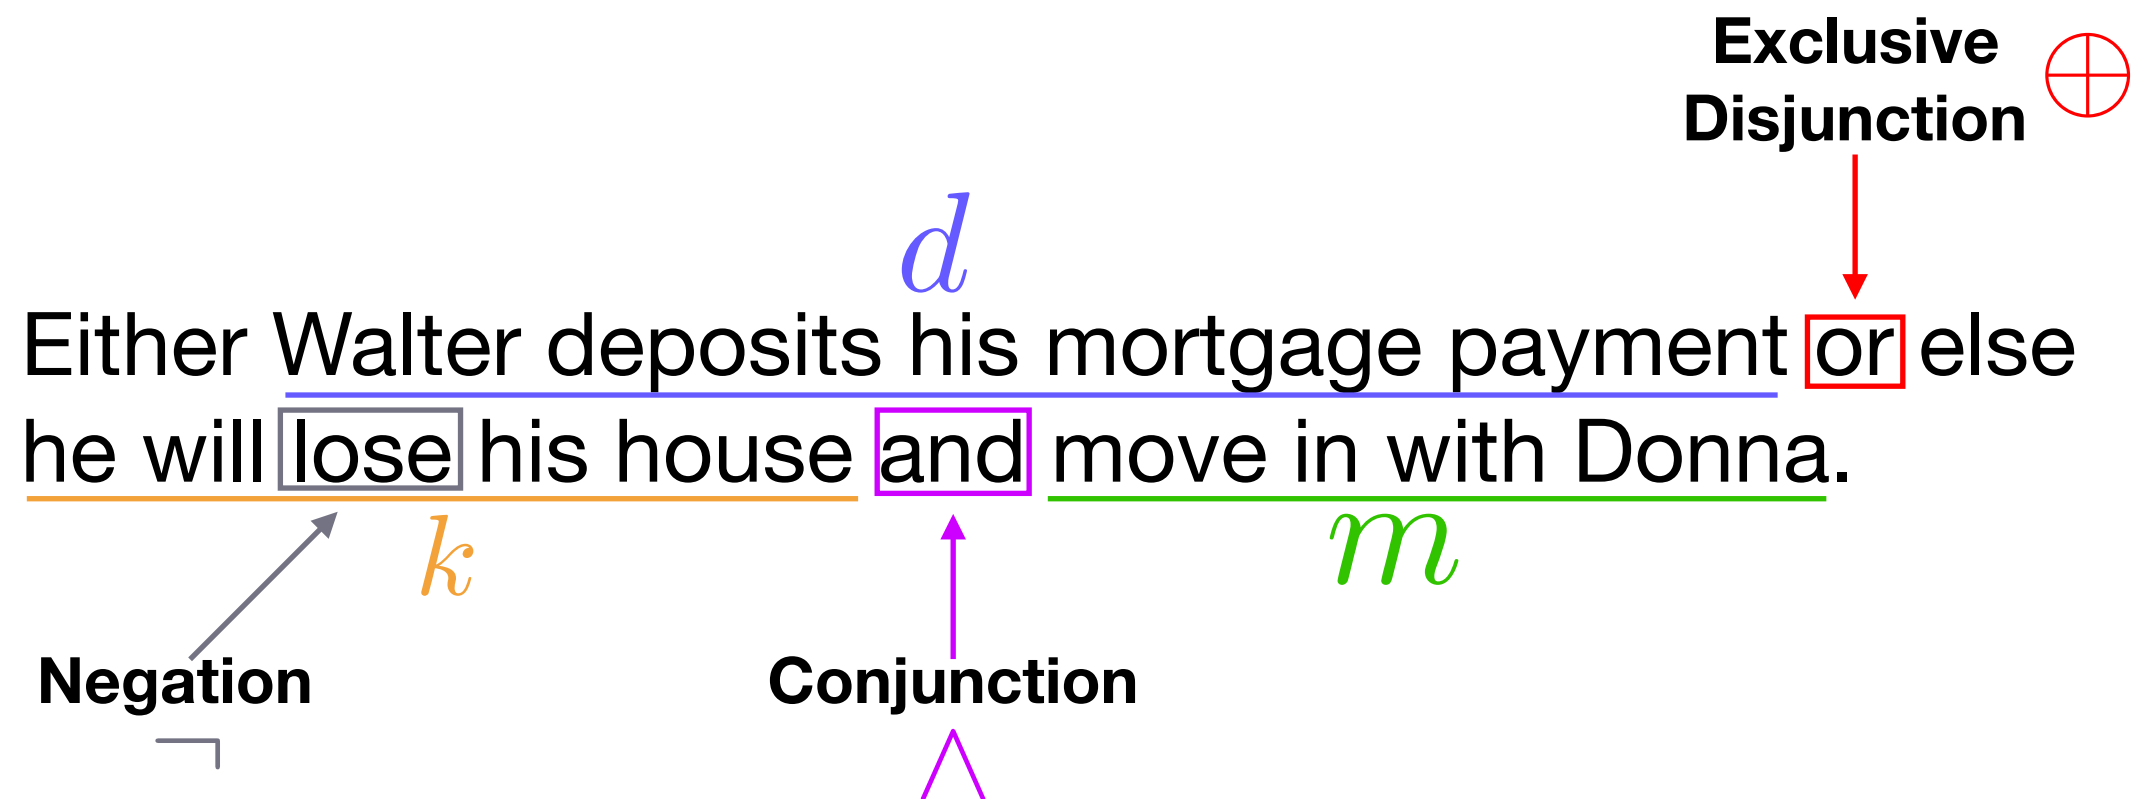 Exclusive
Disjunction ⊕
d
Either Walter deposits his mortgage payment or else
he will lose his house and move in with Donna.
k m
Negation Conjunction
¬ ∧